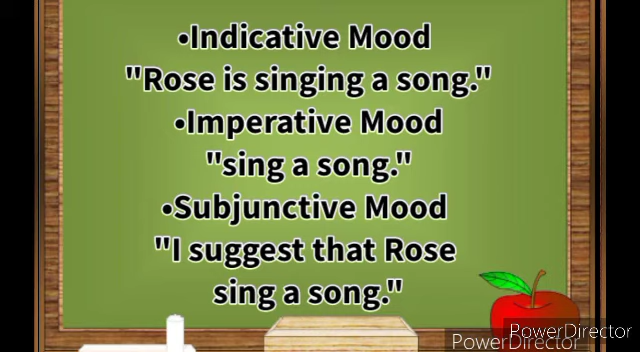 •Indicative Mood
"Rose is singing a song."
•Imperative Mood
"sing a song."
•Subjunctive Mood
"I suggest that Rose
sing a song."
PowerDirector
PowerDirector